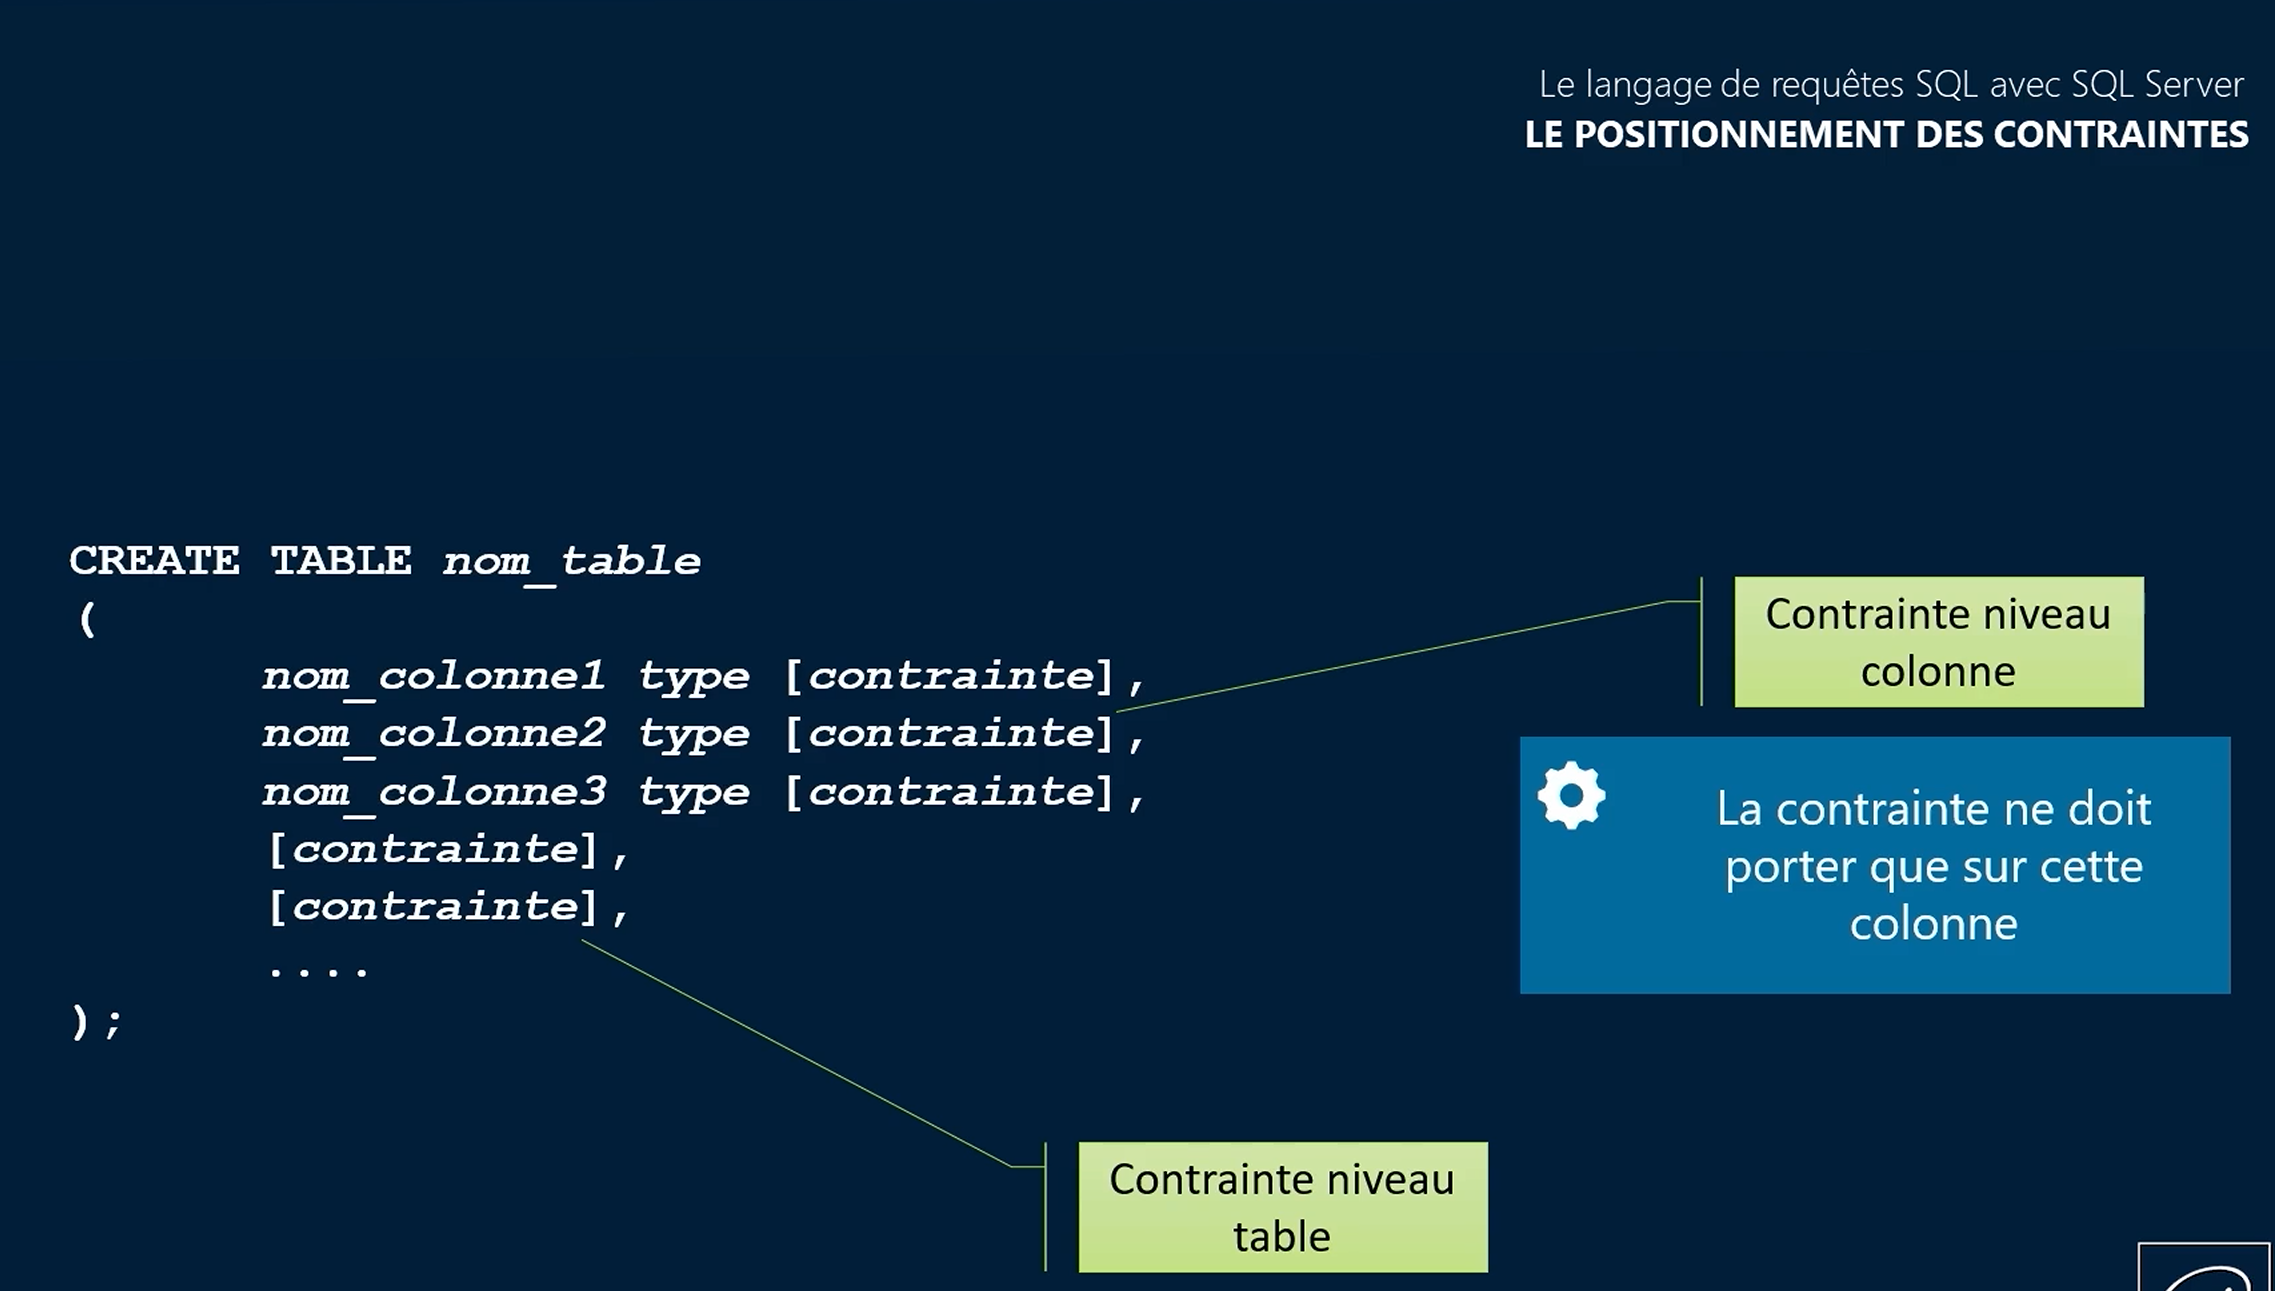 Le langage de requêtes SQL avec SQL Server
LE POSITIONNEMENT DES CONTRAINTES
CREATE TABLE nom_table
(
nom_colonne1 type [contrainte],
nom_colonne2 type [contrainte],
nom_colonne3 type [contrainte],
[contrainte],
[contrainte],
....
);
Contrainte niveau
colonne
La contrainte ne doit
porter que sur cette
colonne
Contrainte niveau
table